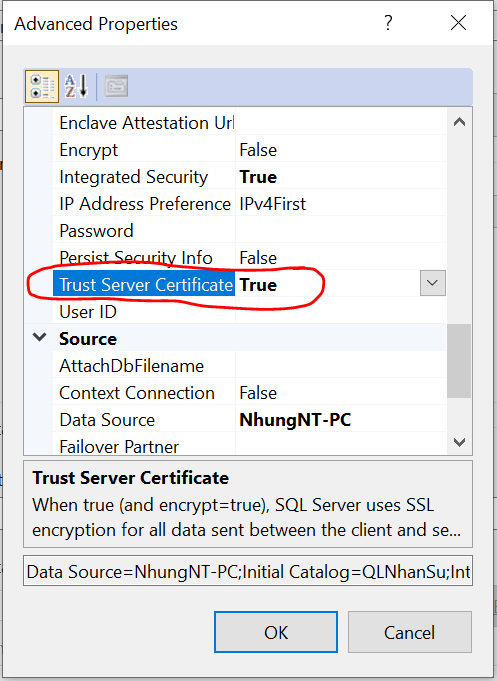 Advanced Properties ? 
Enclave Attestation Url
Encrypt False
Integrated Security True
IP Address Preference IPv4First
Password
Persist Security Info False
Trust Server Certificate True
User ID
Source
AttachDbFilename
Context Connection False
Data Source NhungNT-PC
Failover Partner
Trust Server Certificate
When true (and encrypt=true), SQL Server uses SSL
encryption for all data sent between the client and se...
Data Source=NhungNT-PC;Initial Catalog=QLNhanSu;Int
OK Cancel